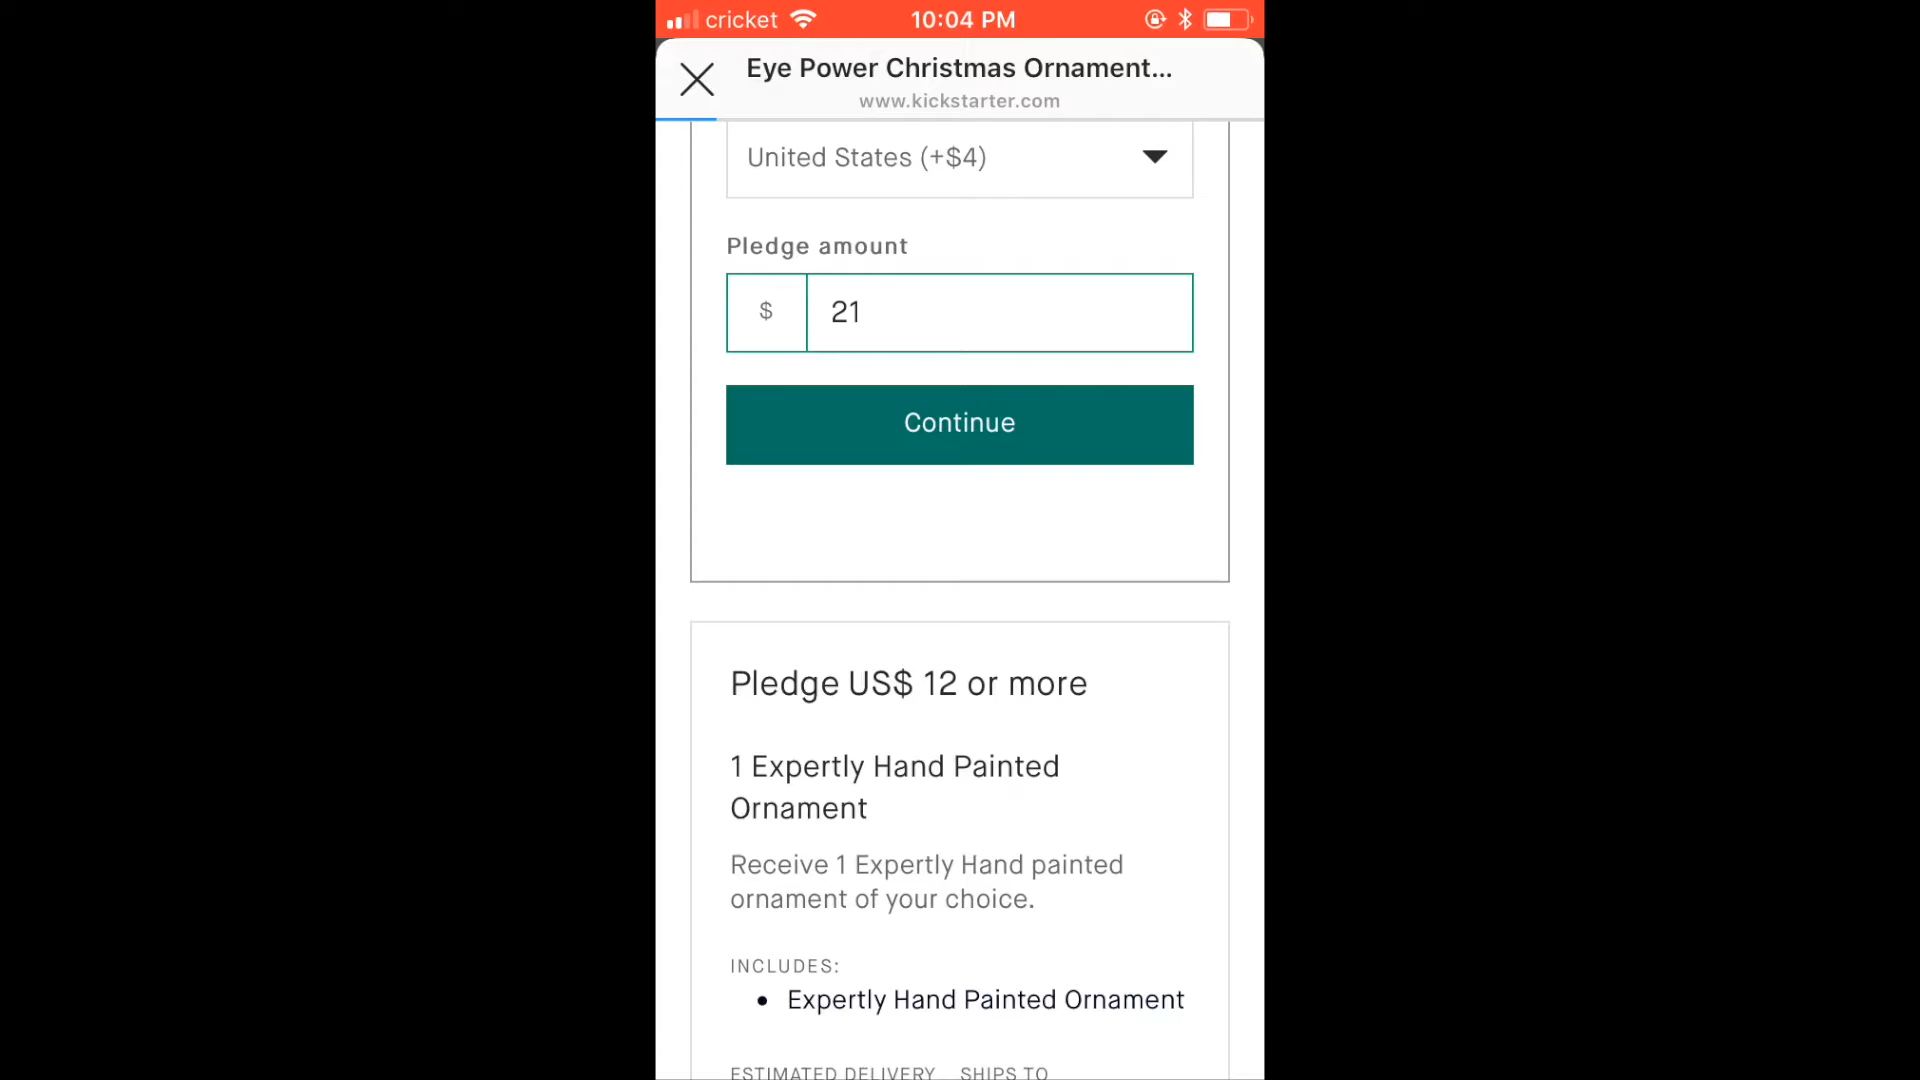 cricket 10:04 PM
Eye Power Christmas Ornament...
www.kickstarter.com
United States (+$4)
Pledge amount
$ 21
Continue
Pledge US$ 12 or more
1 Expertly Hand Painted
Ornament
Receive 1 Expertly Hand painted
ornament of your choice.
INCLUDES:
• Expertly Hand Painted Ornament
ESTIMATED DELIVERY SHIPS TO